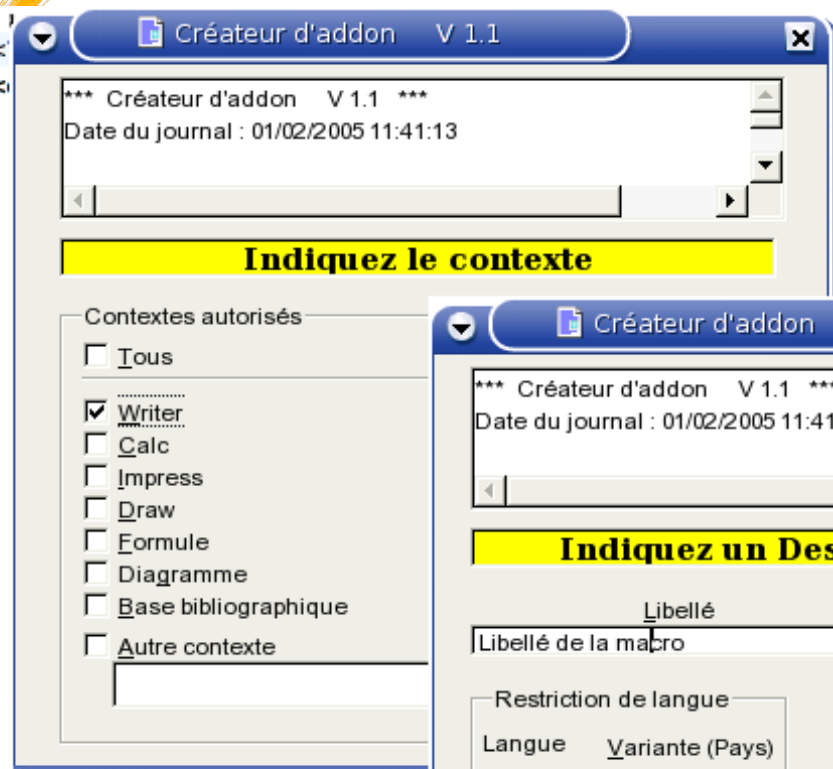 Créateur d'addon V 1.1
*** Créateur d'addon V 1.1 ***
Date du journal : 01/02/2005 11:41:13
Indiquez le contexte
Contextes autorisés
Tous
Writer
Calc
Impress
Draw
Formule
Diagramme
Base bibliographique
Autre contexte
Créateur d'addon
*** Créateur d'addon V 1.1 ***
Date du journal : 01/02/2005 11:41
Indiquez un Des
Libellé
Libellé de la macro
Restriction de langue
Langue Variante (Pays)